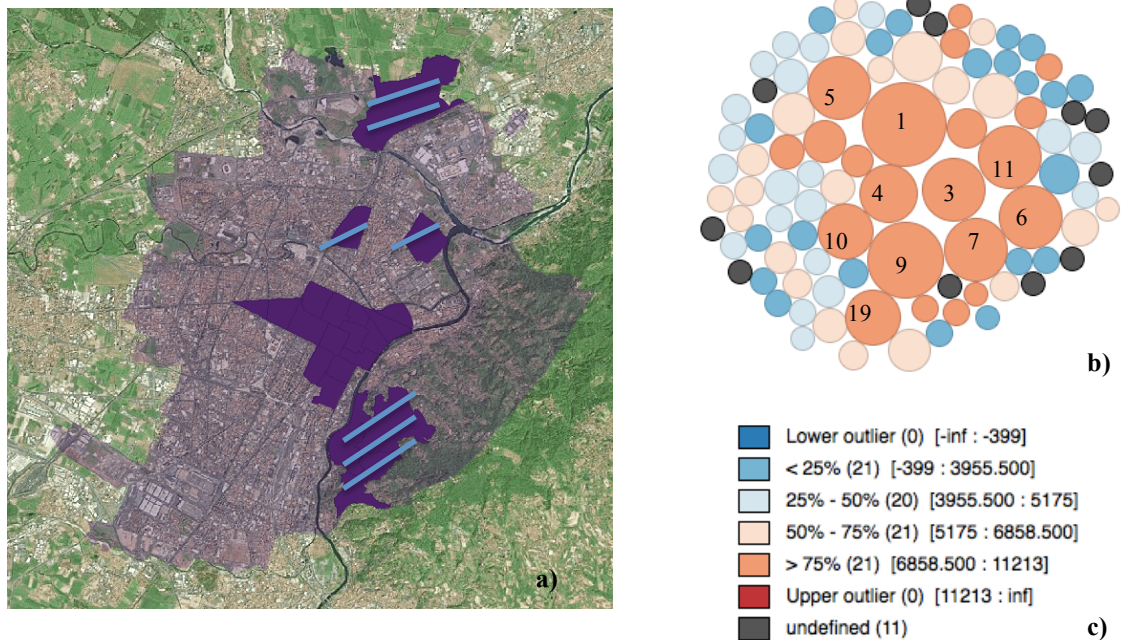 5
1
11
4
3
6
10
7
9
19
a)
b)
Lower outlier (0) [-inf : -399]
< 25% (21) [-399 : 3955.500]
25% - 50% (20) [3955.500 : 5175]
50% - 75% (21) [5175 : 6858.500]
> 75% (21) [6858.500 : 11213]
Upper outlier (0) [11213 : inf]
undefined (11)
c)